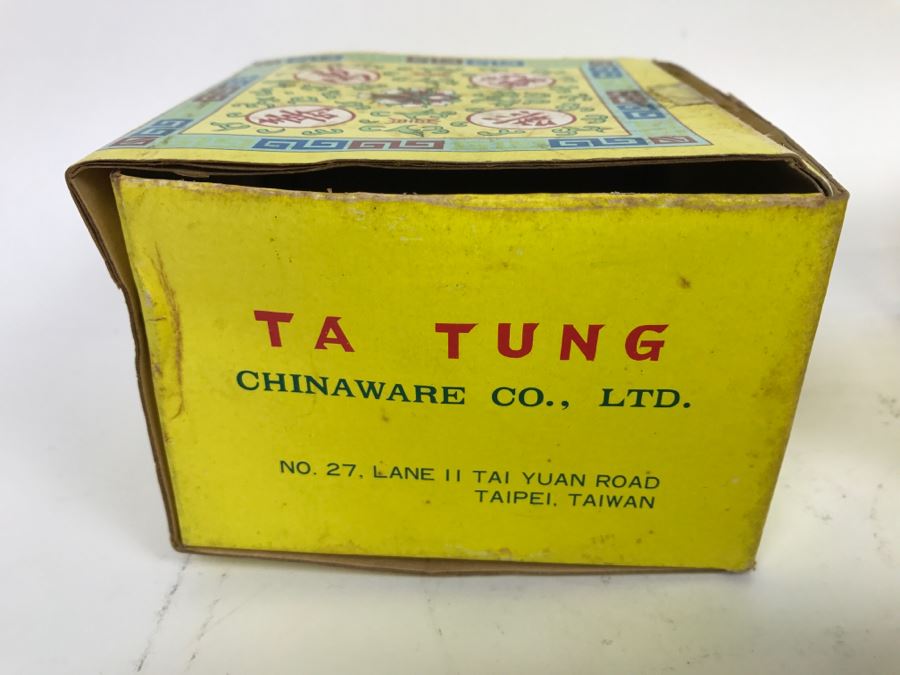 TA TUNG
CHINAWARE CO., LTD.
NO. 27, LANE 11 TAI YUAN ROAD
TAIPEI, TAIWAN